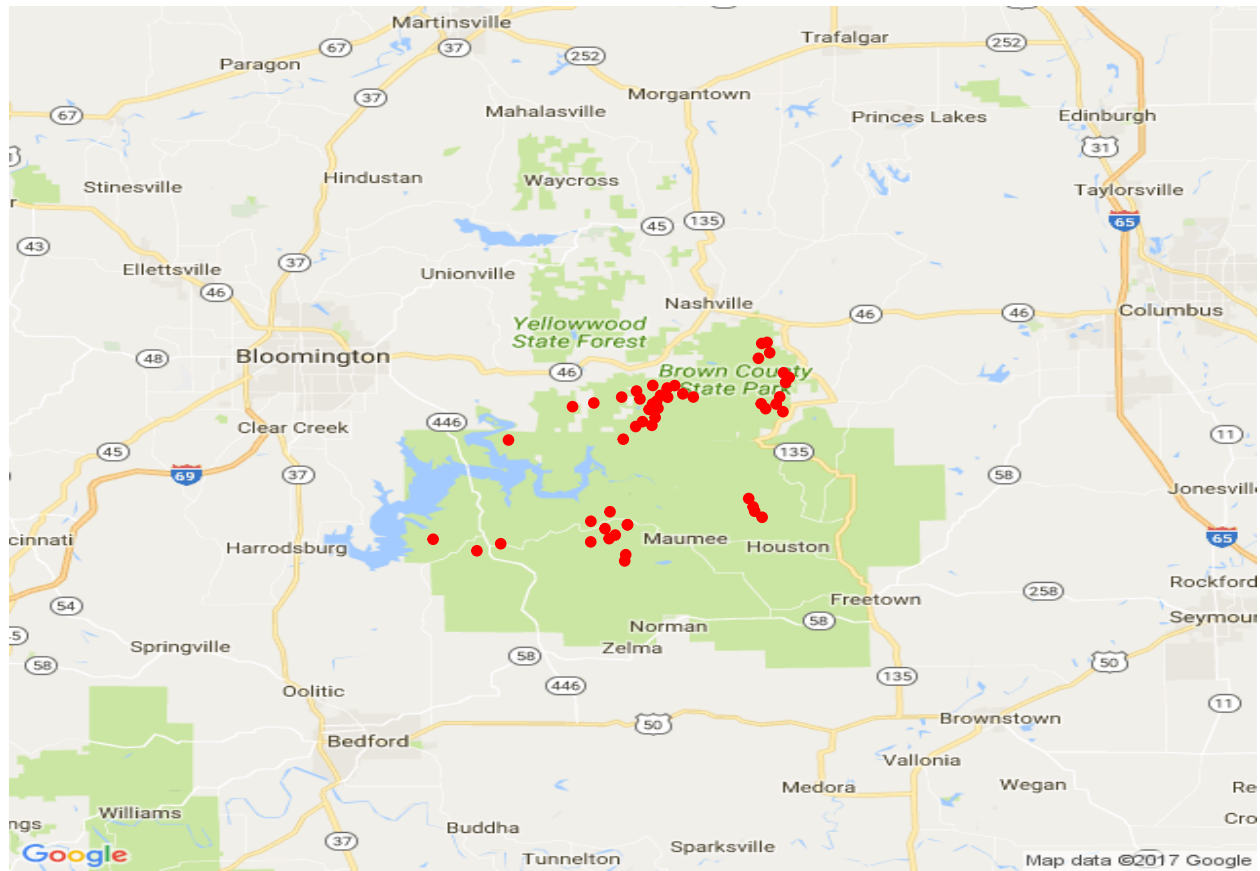 Martinsville
37
67
Trafalgar
252
Paragon
252
37
Morgantown
67
Mahalasville
Princes Lakes
Edinburgh
31
Hindustan
Waycross
Stinesville
Taylorsville
45
135
65
43
37
Ellettsville
Unionville
46
Nashville
46
46
Columbus
Yellowwood
State Forest
Bloomington
48
46
Brown County
State Park
446
Clear Creek
11
45
135
69
37
58
Jonesville
cinnati
Harrodsburg
Maumee
Houston
65
Rockford
54
258
Freetown
Norman
58
Seymour
Springville
Zelma
58
58
50
446
135
Oolitic
11
50
Brownstown
Bedford
Vallonia
Medora
Wegan
Re
Williams
ngs
Buddha
Cro
37
Sparksville
Tunnelton
Google
Map data ©2017 Google